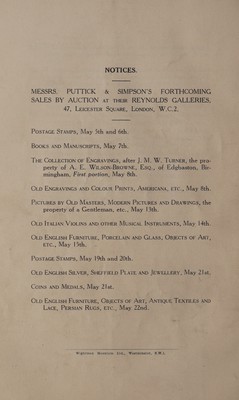 NOTICES.
MESSRS. PUTTICK & SIMPSON'S FORTHCOMING
SALES BY AUCTION AT THEIR REYNOLDS GALLERIES,
47, LEICESTER SQUARE, LONDON, W.C.2.
POSTAGE STAMPS, May 5th and 6th.
BOOKS AND MANUSCRIPTS, May 7th.
THE COLLECTION OF ENGRAVINGS, after J. M. W. TURNER, the pro-
perty of A. E. WILSON-BROWNE, ESQ., of Edgbaston, Bir-
mingham, First portion, May 8th.
OLD ENGRAVINGS AND COLOUR PRINTS, AMERICANA, ETC., May 8th.
PICTURES BY OLD MASTERS, MODERN PICTURES AND DRAWINGS, the
property of a Gentleman, etc., May 13th.
OLD ITALIAN VIOLINS AND OTHER MUSICAL INSTRUMENTS, May 14th.
OLD ENGLISH FURNITURE, PORCELAIN AND GLASS, OBJECTS OF ART,
ETC., May 15th.
POSTAGE STAMPS, May 19th and 20th.
OLD ENGLISH SILVER, SHEFFIELD PLATE AND JEWELLERY, May 21st.
COINS AND MEDALS, May 21st.
OLD ENGLISH FURNITURE, OBJECTS OF ART, ANTIQUE TEXTILES AND
LACE, PERSIAN RUGS, ETC., May 22nd.
LTD., WESTMINSTER, S.W.1.